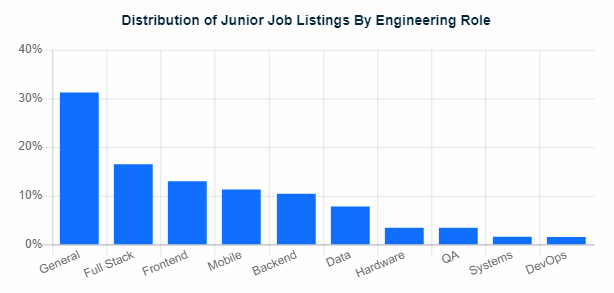 Distribution of Junior Job Listings By Engineering Role
40%
30%
20%
10%
0%
General
Full Stack
Frontend
Mobile
Backend
Data
Hardware
QA
Systems
DevOps